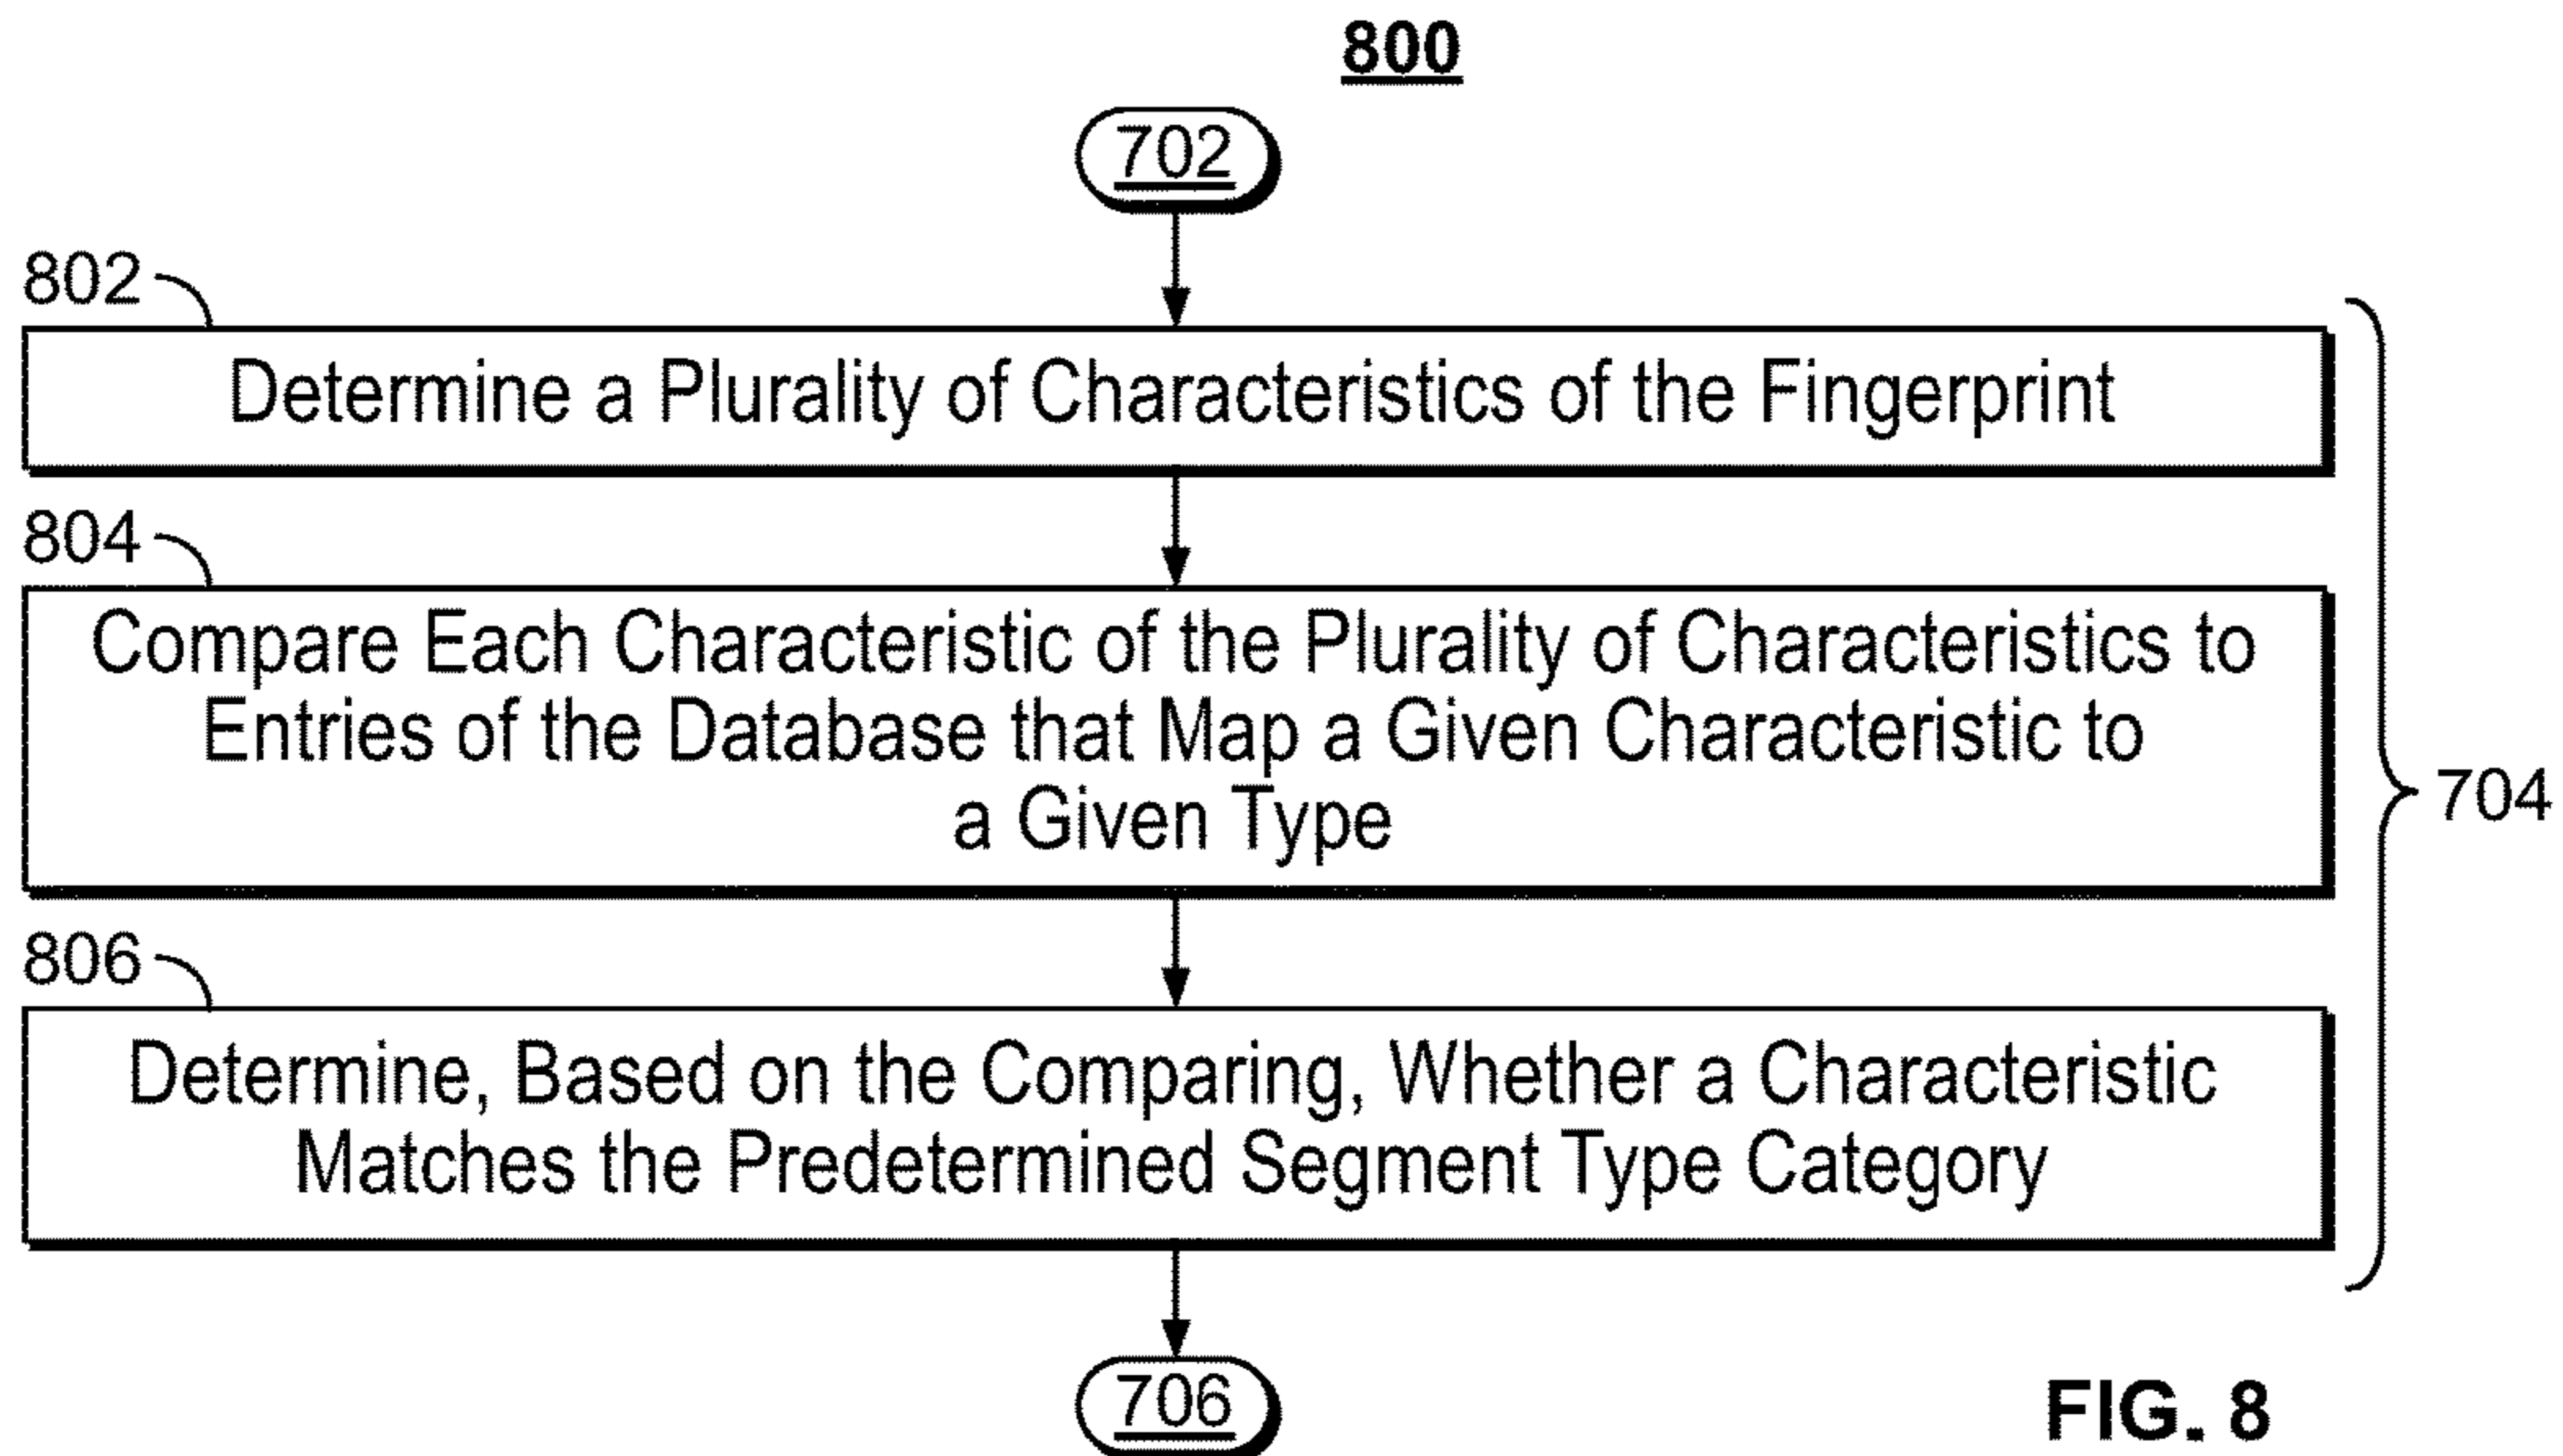 800
702
802
Determine a Plurality of Characteristics of the Fingerprint
804
Compare Each Characteristic of the Plurality of Characteristics to
Entries of the Database that Map a Given Characteristic to
a Given Type
704
806
Determine, Based on the Comparing, Whether a Characteristic
Matches the Predetermined Segment Type Category
706
FIG. 8